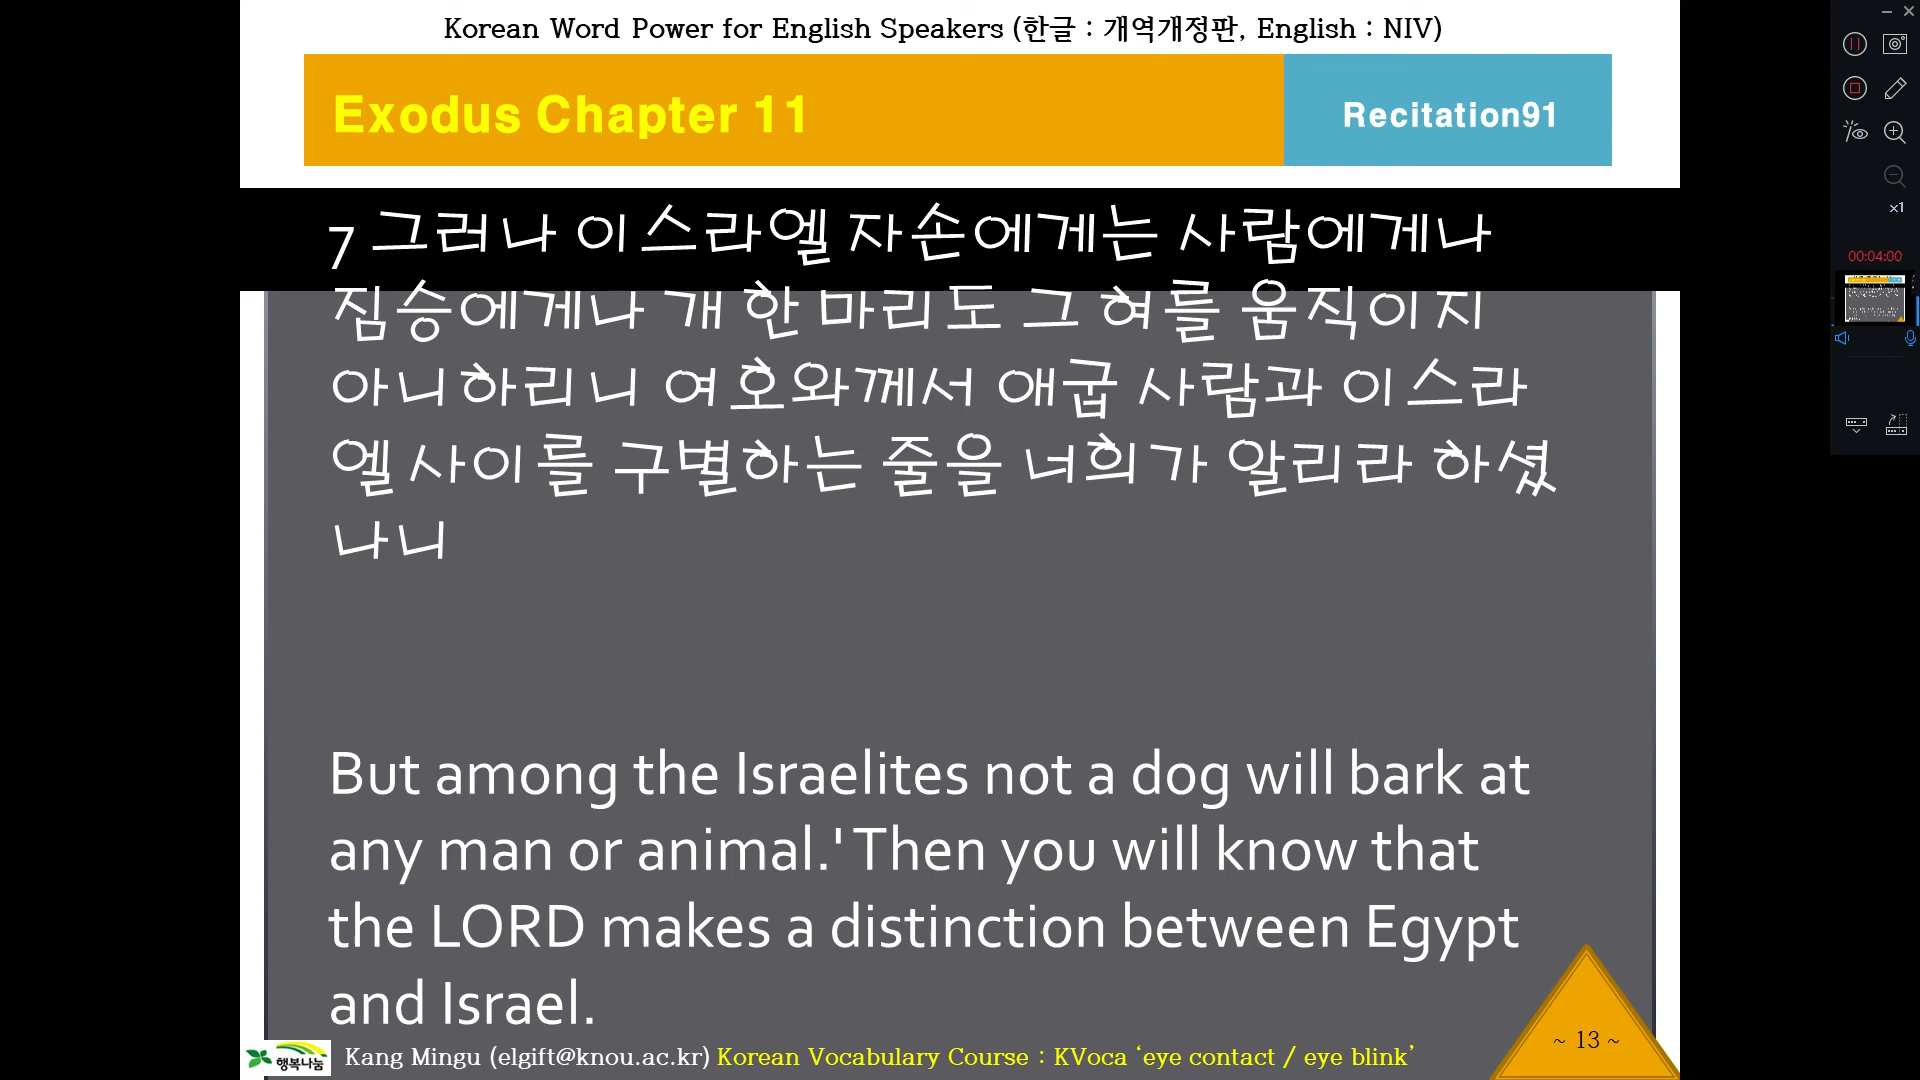 Korean Word Power for English Speakers (한글 : 개역개정판, English : NIV)
Exodus Chapter 11
Recitation91
7 그러나 이스라엘 자손에게는 사람에게나
짐승에게나 개 한 마리도 그 혀를 움직이지
아니하리니 여호와께서 애굽 사람과 이스라
엘 사이를 구별하는 줄을 너희가 알리라 하셨
나니
But among the Israelites not a dog will bark at
any man or animal.' Then you will know that
the LORD makes a distinction between Egypt
and Israel.
~ 13 ~
행복나눔
Kang Mingu (elgift@knou.ac.kr) Korean Vocabulary Course : KVoca ‘eye contact / eye blink’
x1
00:04:00